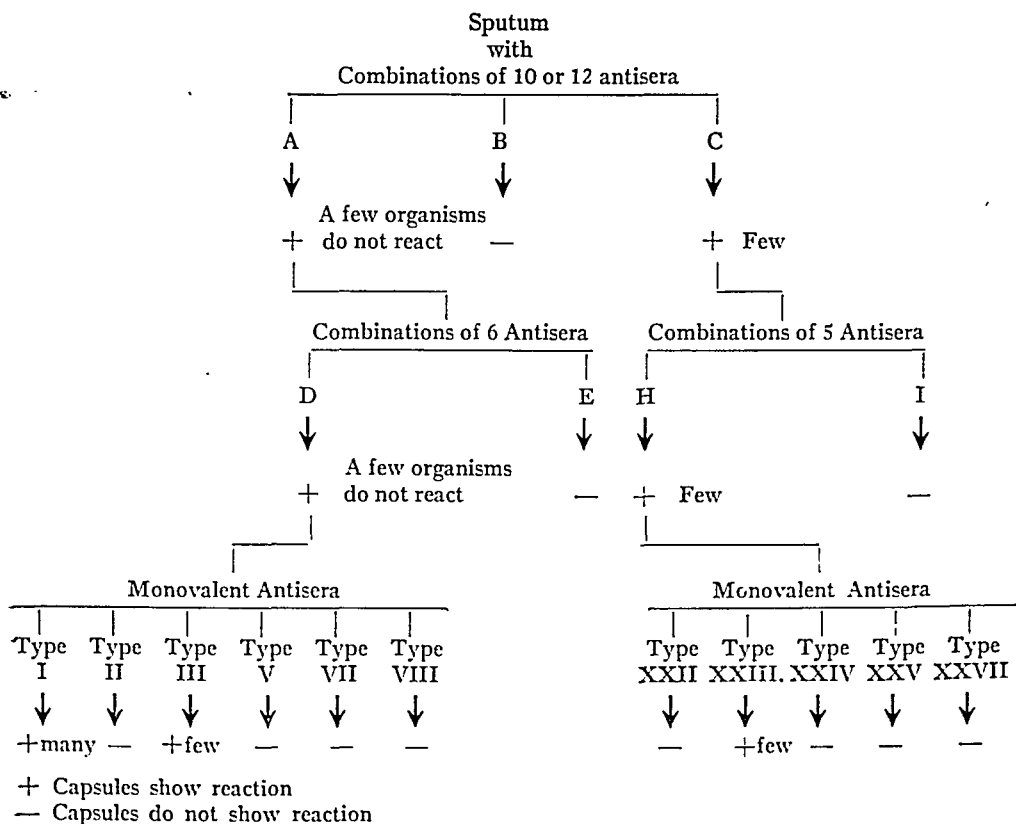 Sputum
with
Combinations of 10 or 12 antisera
A B C
A few organisms
+ do not react — + Few
Combinations of 6 Antisera Combinations of 5 Antisera
D E H I
A few organisms
+ do not react — + Few —
Monovalent Antisera Monovalent Antisera
Type Type Type Type Type Type Type Type Type Type Type
I II III V VII VIII XXII XXIII. XXIV XXV XXVII
+many — +few — — — — +few — — —
+ Capsules show reaction
— Capsules do not show reaction